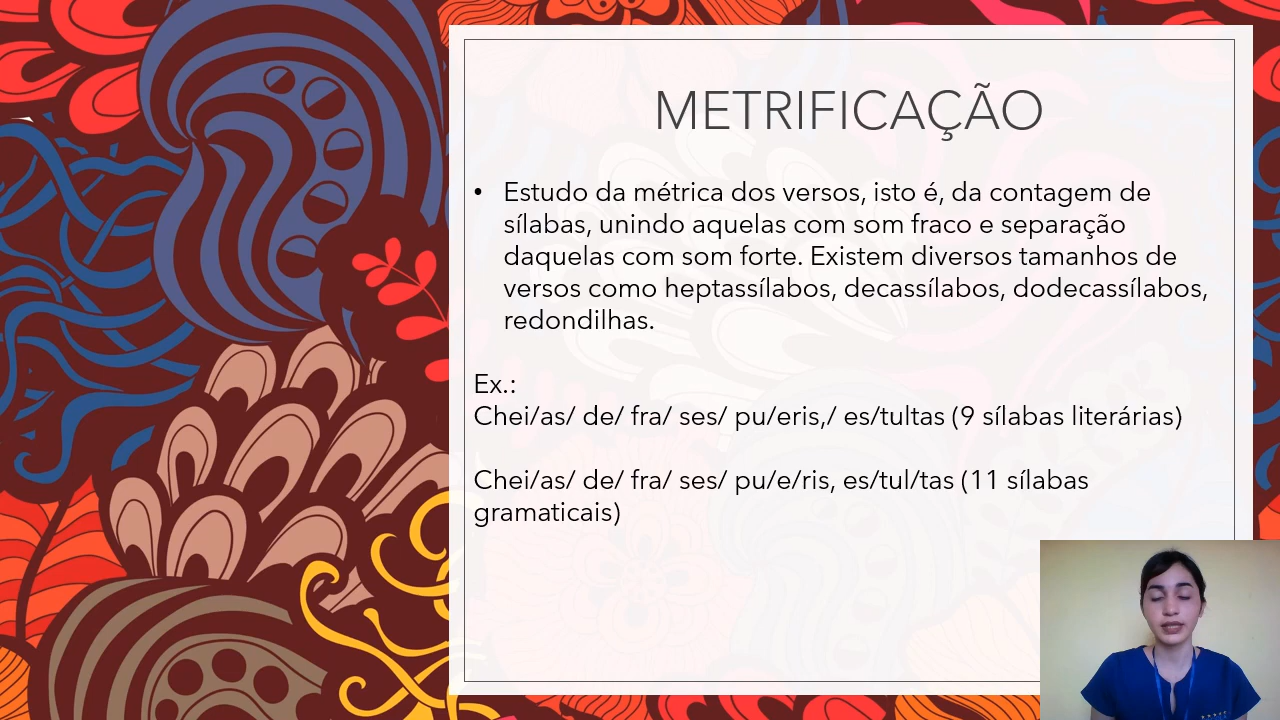 METRIFICAÇÃO
• Estudo da métrica dos versos, isto é, da contagem de
sílabas, unindo aquelas com som fraco e separação
daquelas com som forte. Existem diversos tamanhos de
versos como heptassílabos, decassílabos, dodecassílabos,
redondilhas.
Ex.:
Chei/as/ de/ fra/ ses/ pu/eris,/ es/tultas (9 sílabas literárias)
Chei/as/ de/ fra/ ses/ pu/e/ris, es/tul/tas (11 sílabas
gramaticais)